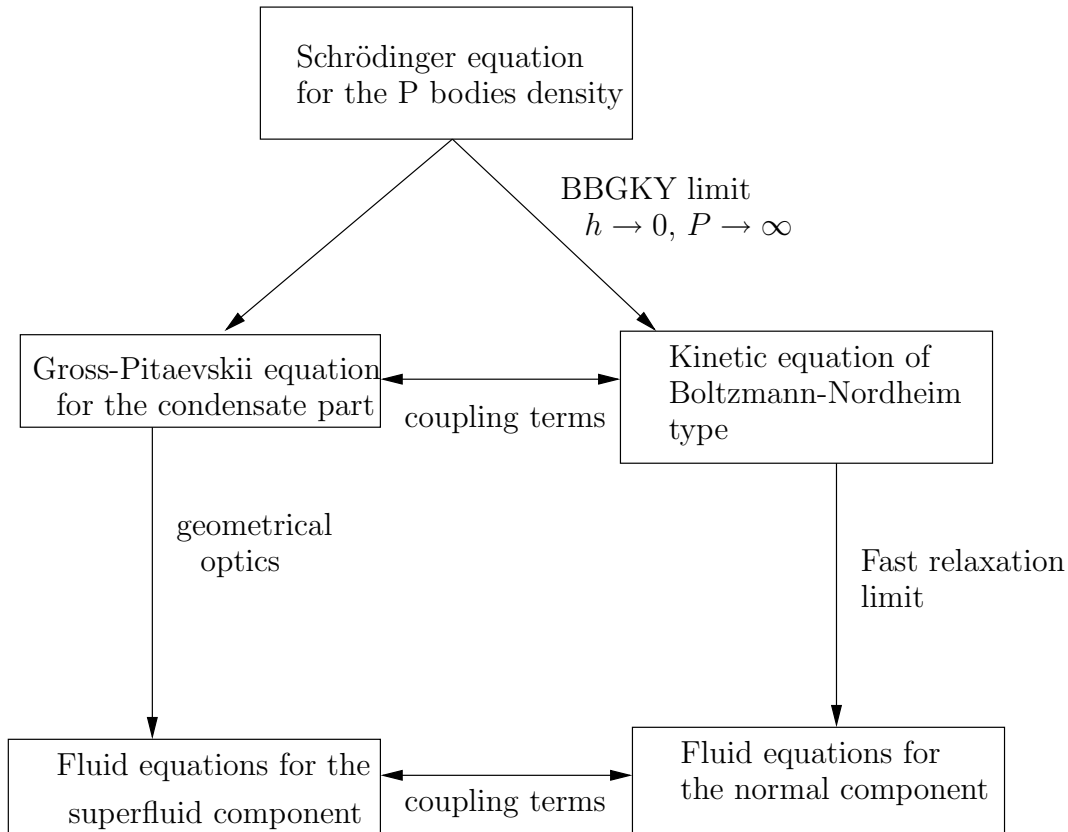 Schrödinger equation
for the P bodies density
BBGKY limit
h → 0, P → ∞
Gross-Pitaevskii equation
for the condensate part
coupling terms
Kinetic equation of
Boltzmann-Nordheim
type
geometrical
optics
Fast relaxation
limit
Fluid equations for the
superfluid component
coupling terms
Fluid equations for
the normal component